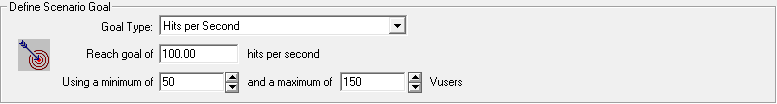 Define Scenario Goal
Goal Type: Hits per Second
Reach goal of 100.00 hits per second
Using a minimum of 50 and a maximum of 150 Vusers